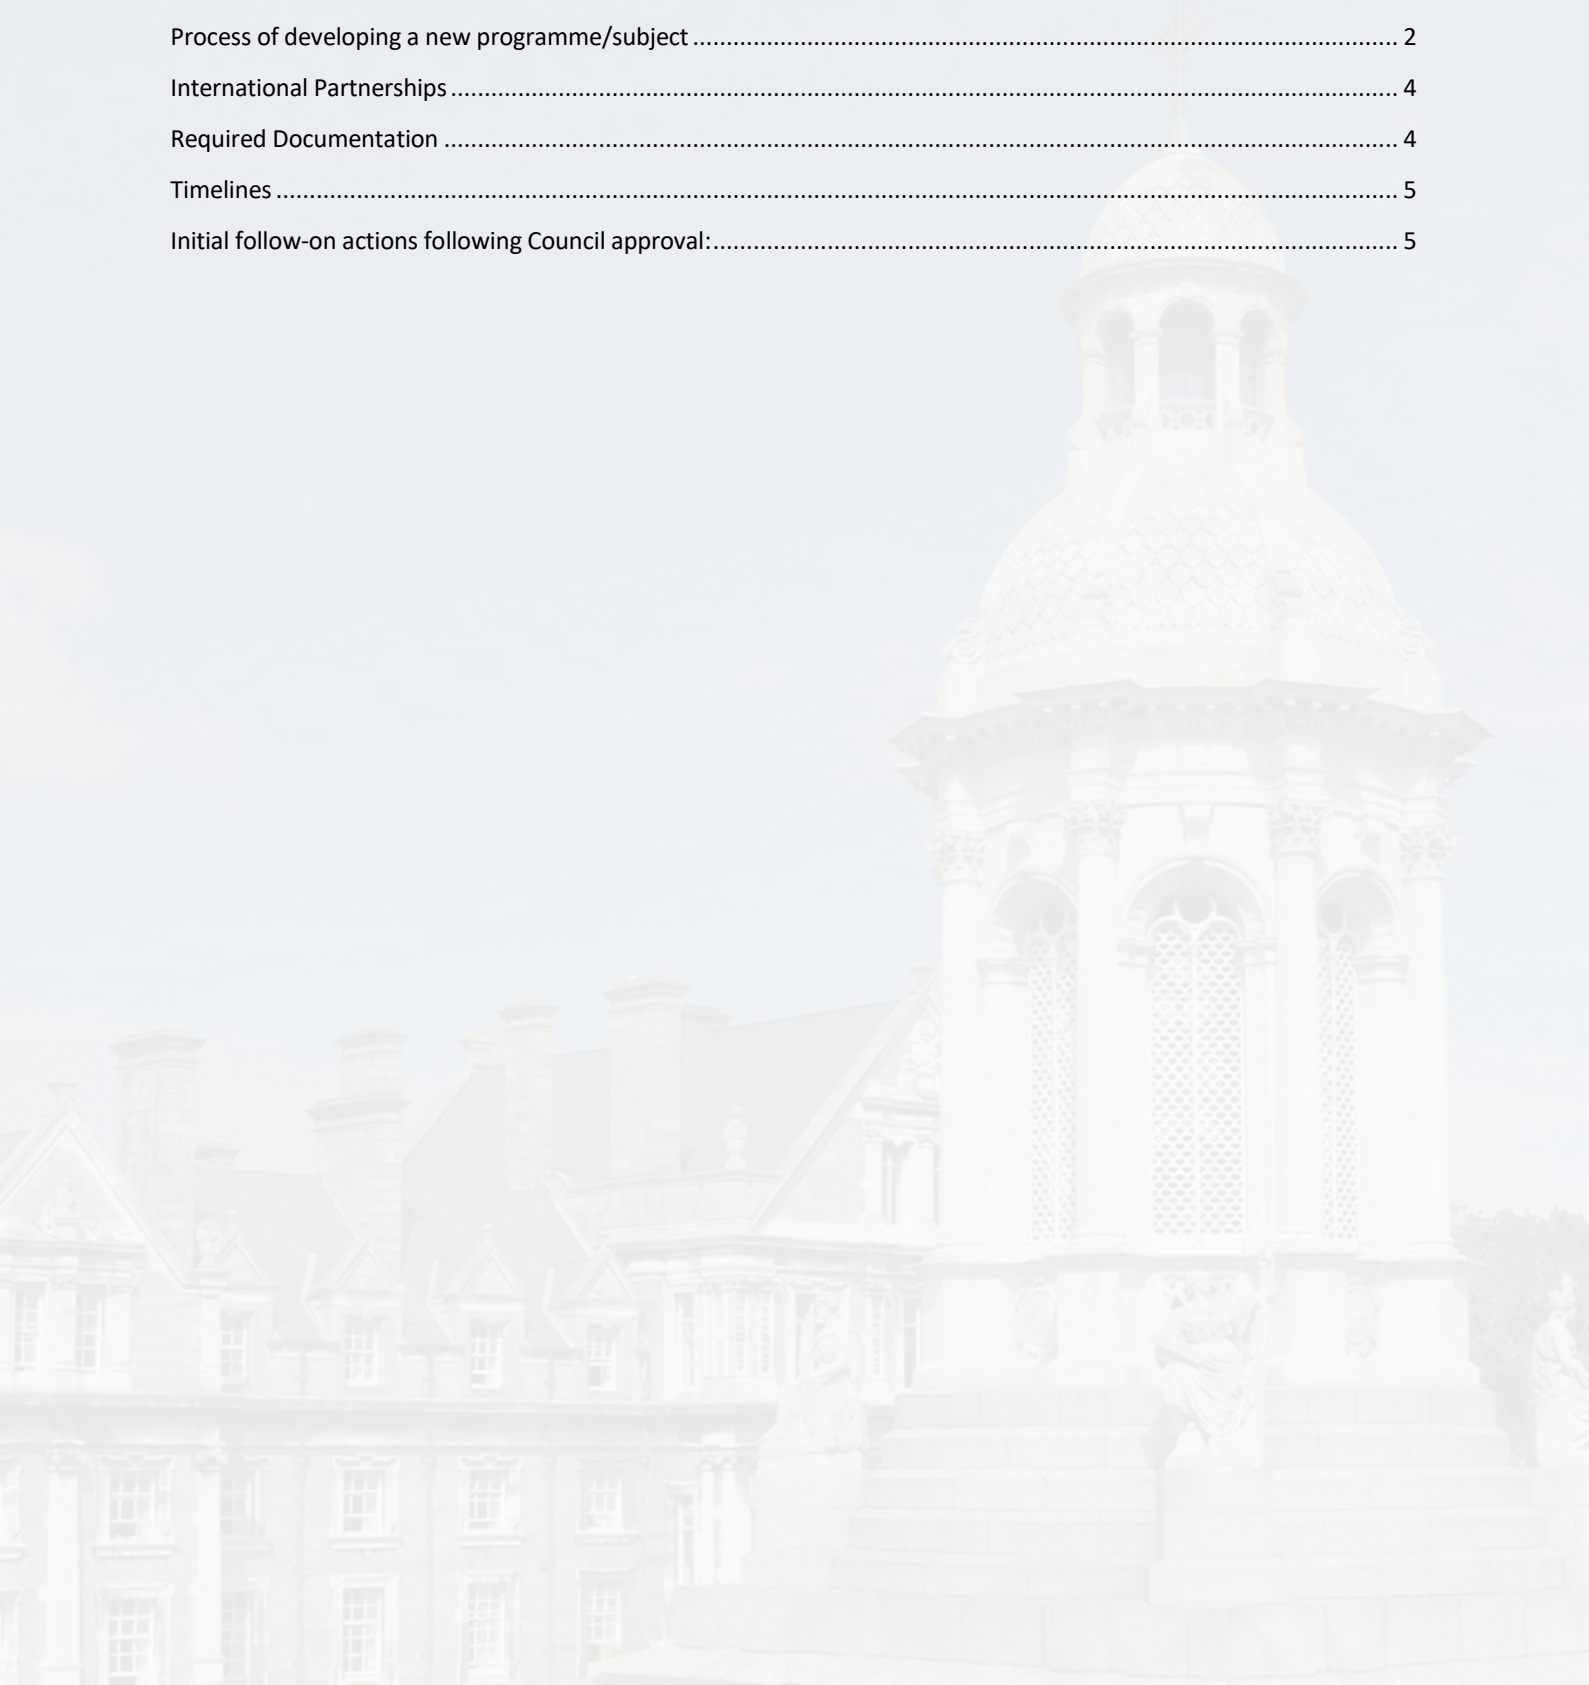 Process of developing a new programme/subject ........................................................................................................ 2
International Partnerships ............................................................................................................................................ 4
Required Documentation .............................................................................................................................................. 4
Timelines ....................................................................................................................................................................... 5
Initial follow-on actions following Council approval:..................................................................................................... 5